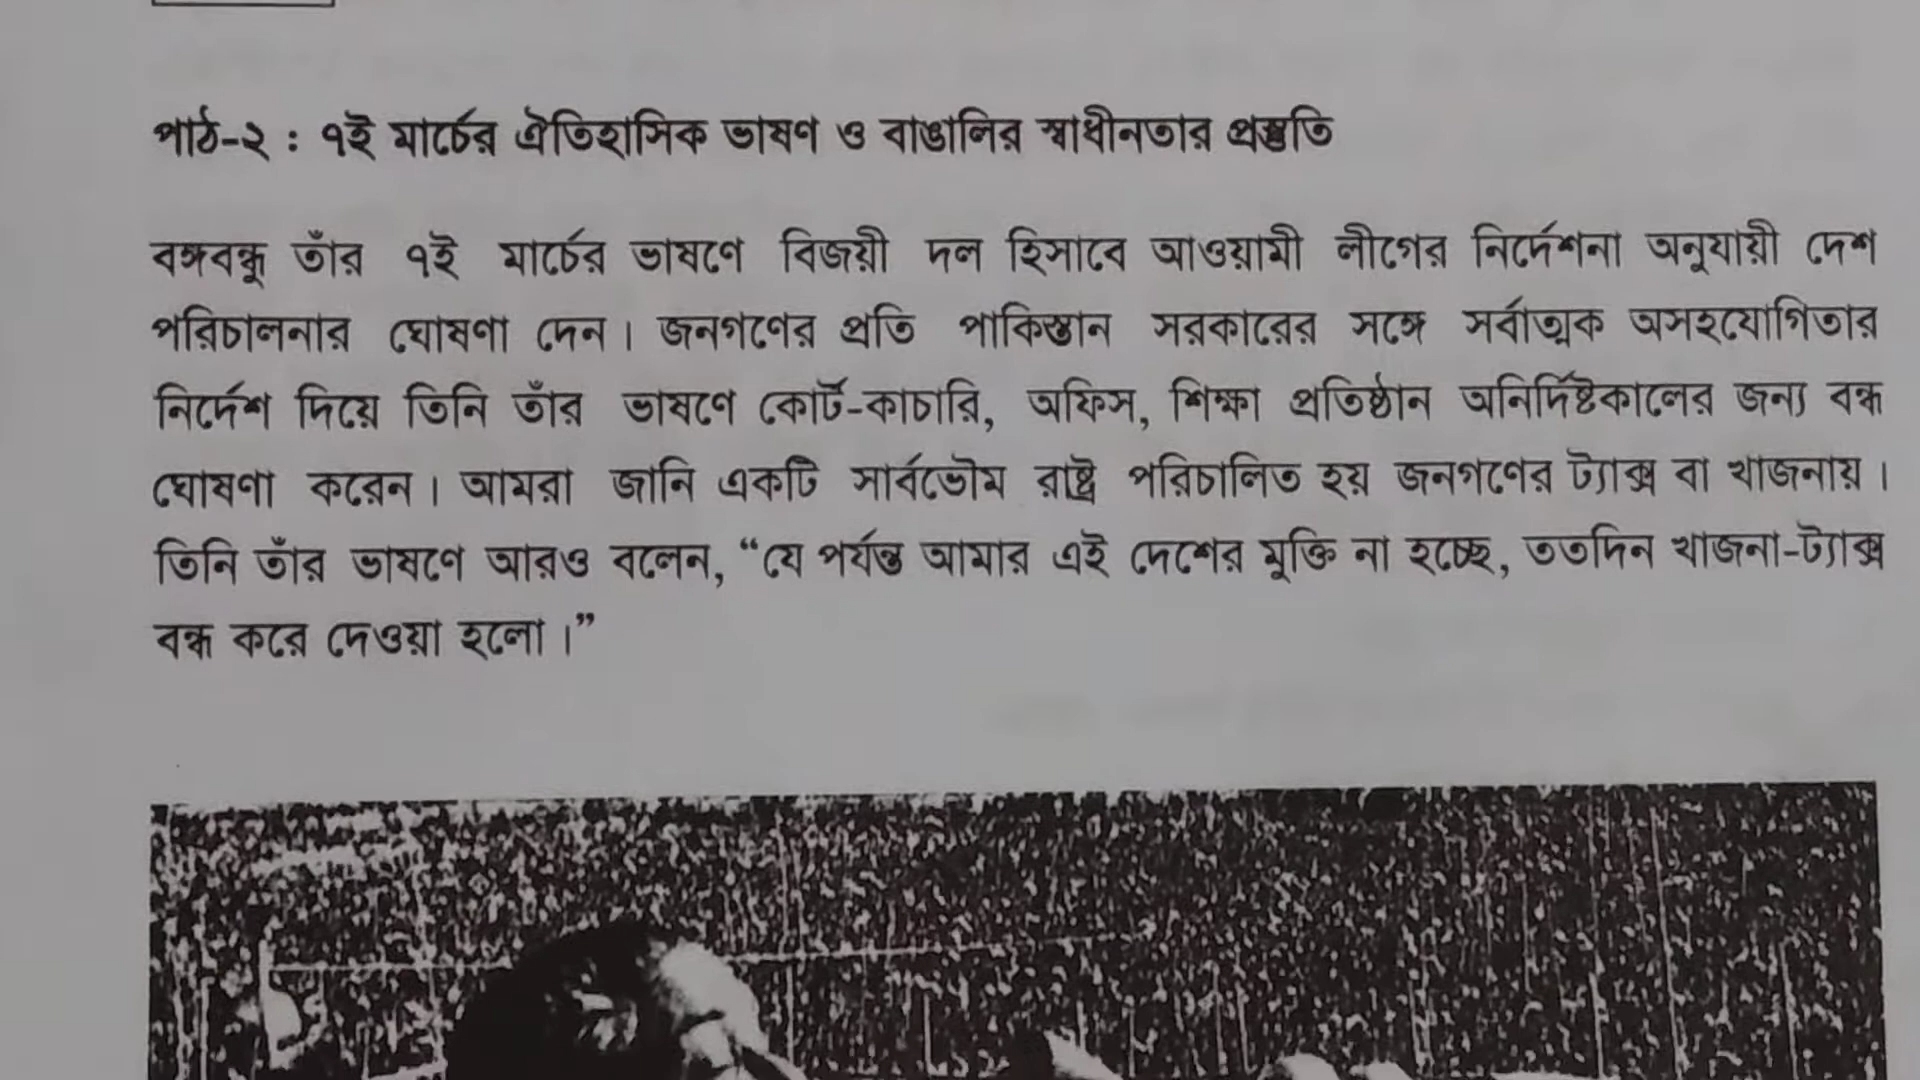 পাঠ-২ : ৭ই মার্চের ঐতিহাসিক ভাষণ ও বাঙালির স্বাধীনতার প্রস্তুতি
বঙ্গবন্ধু তাঁর ৭ই মার্চের ভাষণে বিজয়ী দল হিসাবে আওয়ামী লীগের নির্দেশনা অনুযায়ী দেশ
পরিচালনার ঘোষণা দেন। জনগণের প্রতি পাকিস্তান সরকারের সঙ্গে সর্বাত্মক অসহযোগিতার
নির্দেশ দিয়ে তিনি তাঁর ভাষণে কোর্ট-কাচারি, অফিস, শিক্ষা প্রতিষ্ঠান অনির্দিষ্টকালের জন্য বন্ধ
ঘোষণা করেন। আমরা জানি একটি সার্বভৌম রাষ্ট্র পরিচালিত হয় জনগণের ট্যাক্স বা খাজনায়।
তিনি তাঁর ভাষণে আরও বলেন, “যে পর্যন্ত আমার এই দেশের মুক্তি না হচ্ছে, ততদিন খাজনা-ট্যাক্স
বন্ধ করে দেওয়া হলো।”